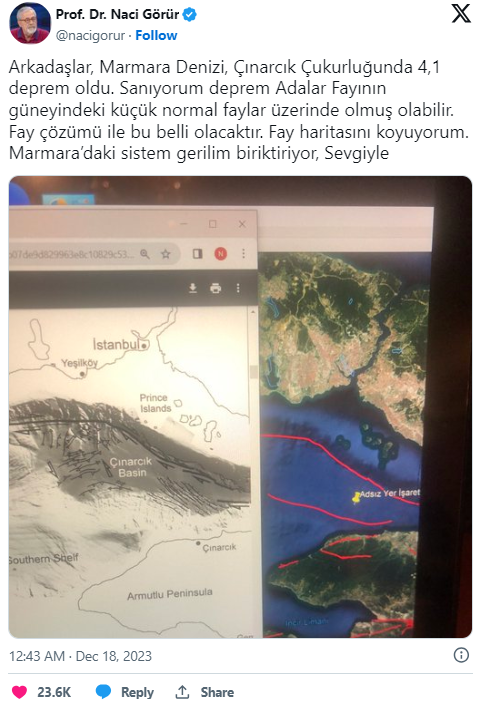 Prof. Dr. Naci Görür
@nacigorur · Follow
Arkadaşlar, Marmara Denizi, Çınarcık Çukurluğunda 4,1
deprem oldu. Sanıyorum deprem Adalar Fayının
güneyindeki küçük normal faylar üzerinde olmuş olabilir.
Fay çözümü ile bu belli olacaktır. Fay haritasını koyuyorum.
Marmara’daki sistem gerilim biriktiriyor, Sevgiyle
N
İstanbul
Yeşilköy
Prince
Islands
Çınarcık
Basin
Adsız Yer İşaret
Southern Shelf
Çınarcık
Armutlu Peninsula
12:43 AM · Dec 18, 2023
23.6K
Reply
Share